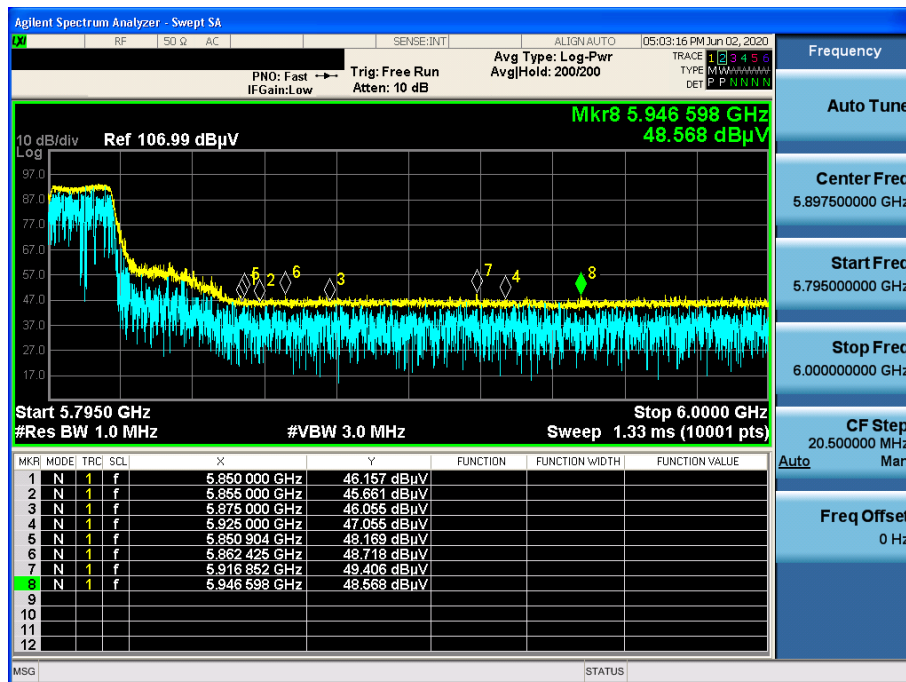 Agilent Spectrum Analyzer - Swept SA
LXI RF 50 Ω AC SENSE:INT ALIGN AUTO 05:03:16 PM Jun 02, 2020
Frequency
Avg Type: Log-Pwr TRACE 1 2 3 4 5 6
PNO: Fast Trig: Free Run Avg|Hold: 200/200 TYPE M W W W W W
IFGain:Low Atten: 10 dB DET P P N N N N
Auto Tune
Mkr8 5.946 598 GHz
48.568 dBµV
10 dB/div Ref 106.99 dBµV
Log
97.0
87.0
77.0
67.0
57.0
47.0
37.0
27.0
17.0
5 2 6 3 7 4 8
Center Freq
5.897500000 GHz
Start Freq
5.795000000 GHz
Stop Freq
6.000000000 GHz
Start 5.7950 GHz Stop 6.0000 GHz
#Res BW 1.0 MHz #VBW 3.0 MHz Sweep 1.33 ms (10001 pts)
CF Step
20.500000 MHz
Auto Man
Freq Offset
0 Hz
MKR MODE TRC SCL X Y FUNCTION FUNCTION WIDTH FUNCTION VALUE
1 N 1 f 5.850 000 GHz 46.157 dBµV
2 N 1 f 5.855 000 GHz 45.661 dBµV
3 N 1 f 5.875 000 GHz 46.055 dBµV
4 N 1 f 5.925 000 GHz 47.055 dBµV
5 N 1 f 5.850 904 GHz 48.169 dBµV
6 N 1 f 5.862 425 GHz 48.718 dBµV
7 N 1 f 5.916 852 GHz 49.406 dBµV
8 N 1 f 5.946 598 GHz 48.568 dBµV
9
10
11
12
MSG STATUS